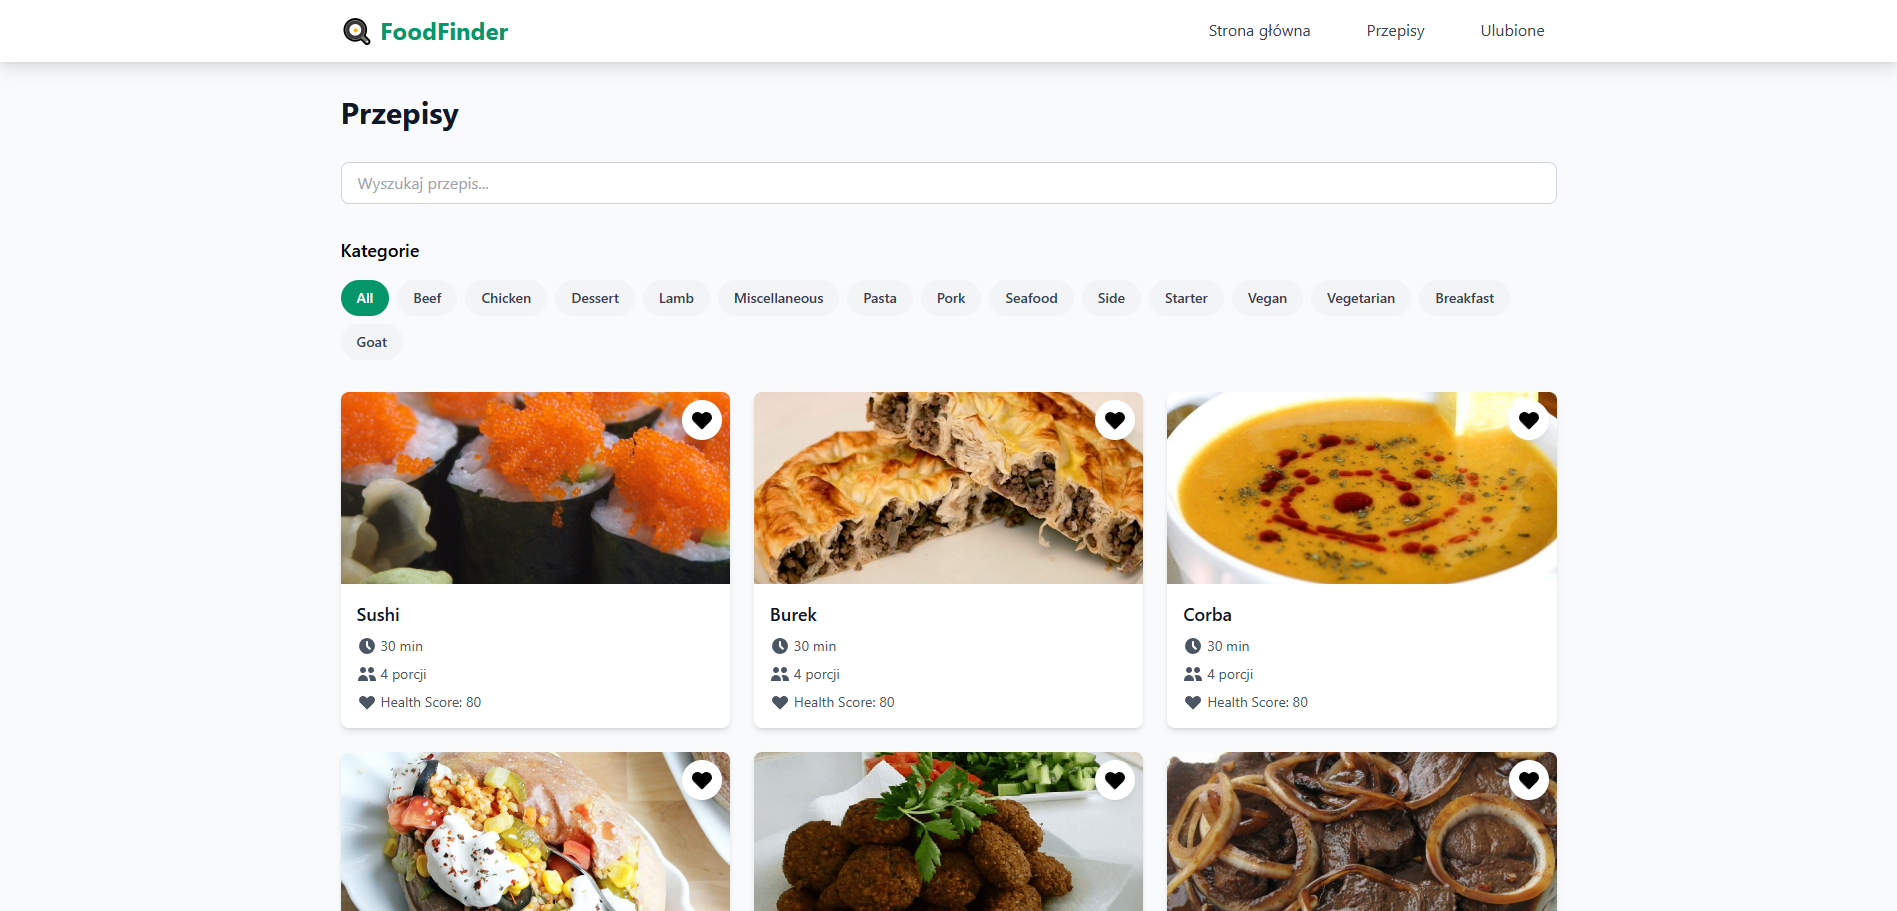 FoodFinder
Strona główna
Przepisy
Ulubione
Przepisy
Wyszukaj przepis...
Kategorie
All Beef Chicken Dessert Lamb Miscellaneous Pasta Pork Seafood Side Starter Vegan Vegetarian Breakfast
Goat
Sushi
30 min
4 porcji
Health Score: 80
Burek
30 min
4 porcji
Health Score: 80
Corba
30 min
4 porcji
Health Score: 80